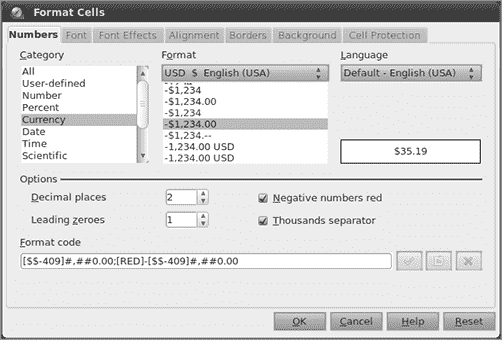 Format Cells
Numbers Font Font Effects Alignment Borders Background Cell Protection
Category Format Language
All
User-defined
Number
Percent
Currency
Date
Time
Scientific
USD $ English (USA)
-$1,234
-$1,234.00
-$1,234
-$1,234.00
-$1,234.--
-1,234.00 USD
-1,234.00 USD
Default - English (USA)
$35.19
Options
Decimal places 2 Negative numbers red
Leading zeroes 1 Thousands separator
Format code
[$$-409]#,##0.00;[RED]-[$$-409]#,##0.00
OK Cancel Help Reset